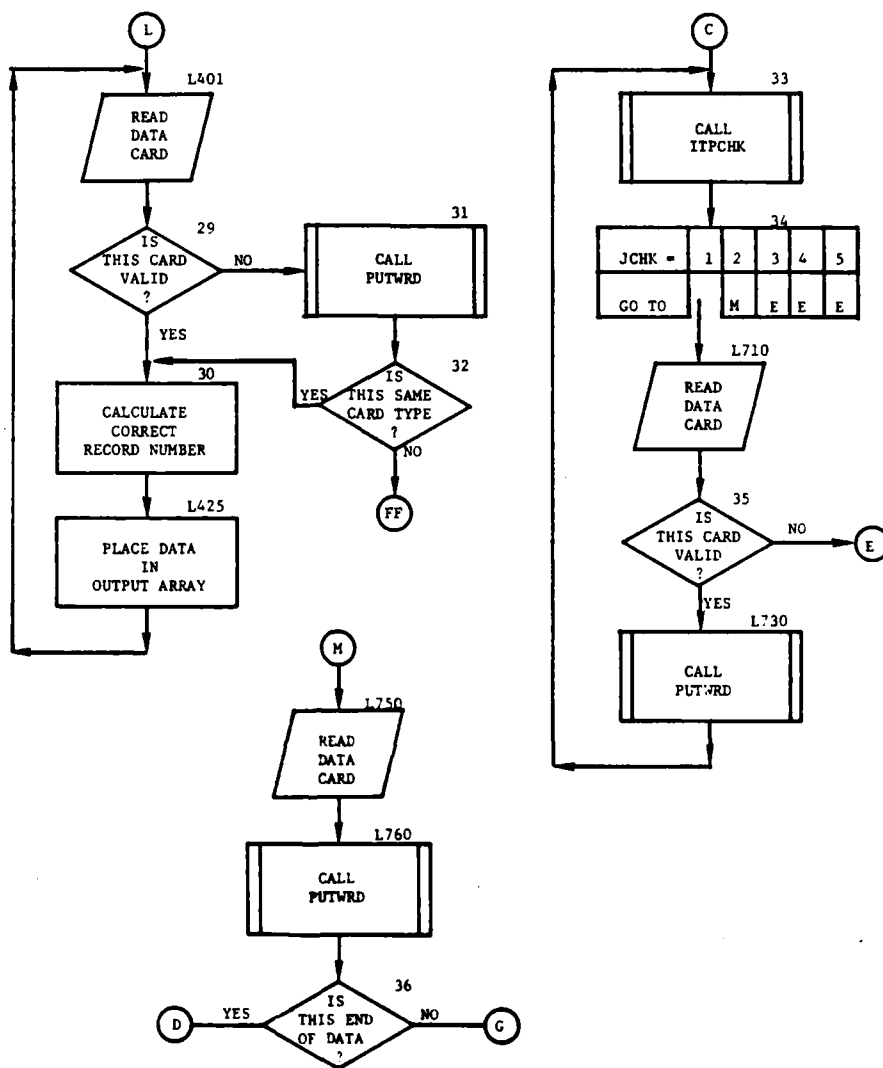 L
L401
READ
DATA
CARD
29
IS
THIS CARD
VALID
?
NO
YES
31
CALL
PUTWRD
32
IS
THIS SAME
CARD TYPE
?
YES
NO
FF
30
CALCULATE
CORRECT
RECORD NUMBER
L425
PLACE DATA
IN
OUTPUT ARRAY
C
33
CALL
ITPCHK
34
JCHK = 1 2 3 4 5
GO TO M E E E
L710
READ
DATA
CARD
35
IS
THIS CARD
VALID
?
NO
E
YES
L730
CALL
PUTWRD
M
L750
READ
DATA
CARD
L760
CALL
PUTWRD
36
IS
THIS END
OF DATA
?
D
YES
NO
G